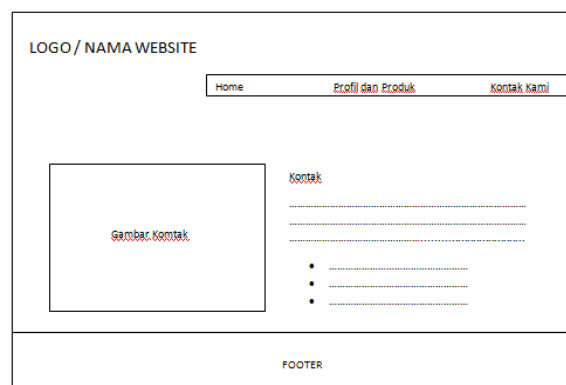 LOGO / NAMA WEBSITE
Home Profil dan Produk Kontak Kami
Kontak
Gambar Komtak
FOOTER